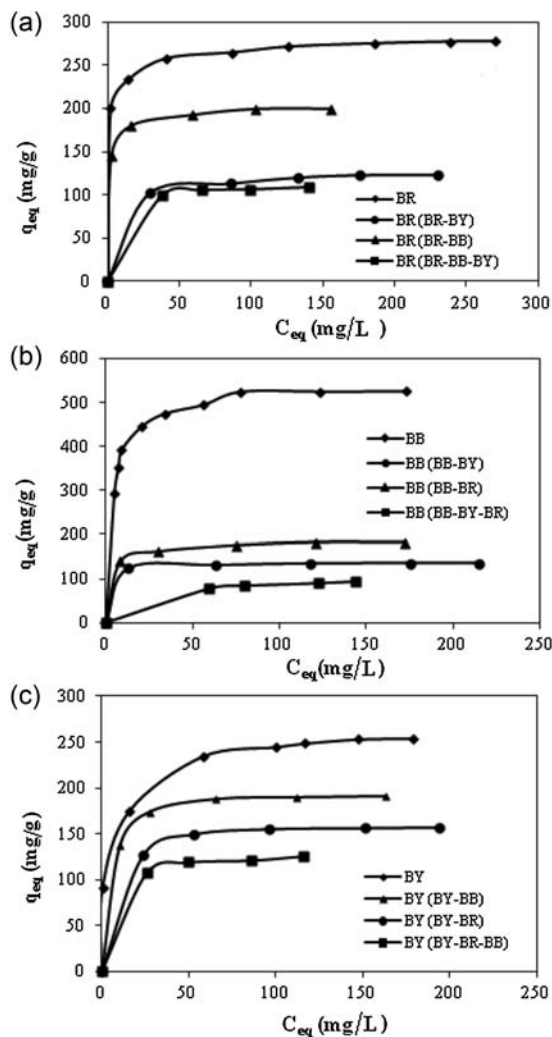 (a)
300
250
200
150
100
50
0
q_eq (mg/g)
0 50 100 150 200 250 300
C_eq (mg/L)
BR
BR(BR-BY)
BR(BR-BB)
BR(BR-BB-BY)
(b)
600
500
400
300
200
100
0
q_eq(mg/g)
0 50 100 150 200 250
C_eq(mg/L)
BB
BB(BB-BY)
BB(BB-BR)
BB(BB-BY-BR)
(c)
300
250
200
150
100
50
0
q_eq(mg/g)
0 50 100 150 200 250
C_eq (mg/L)
BY
BY(BY-BB)
BY(BY-BR)
BY(BY-BR-BB)